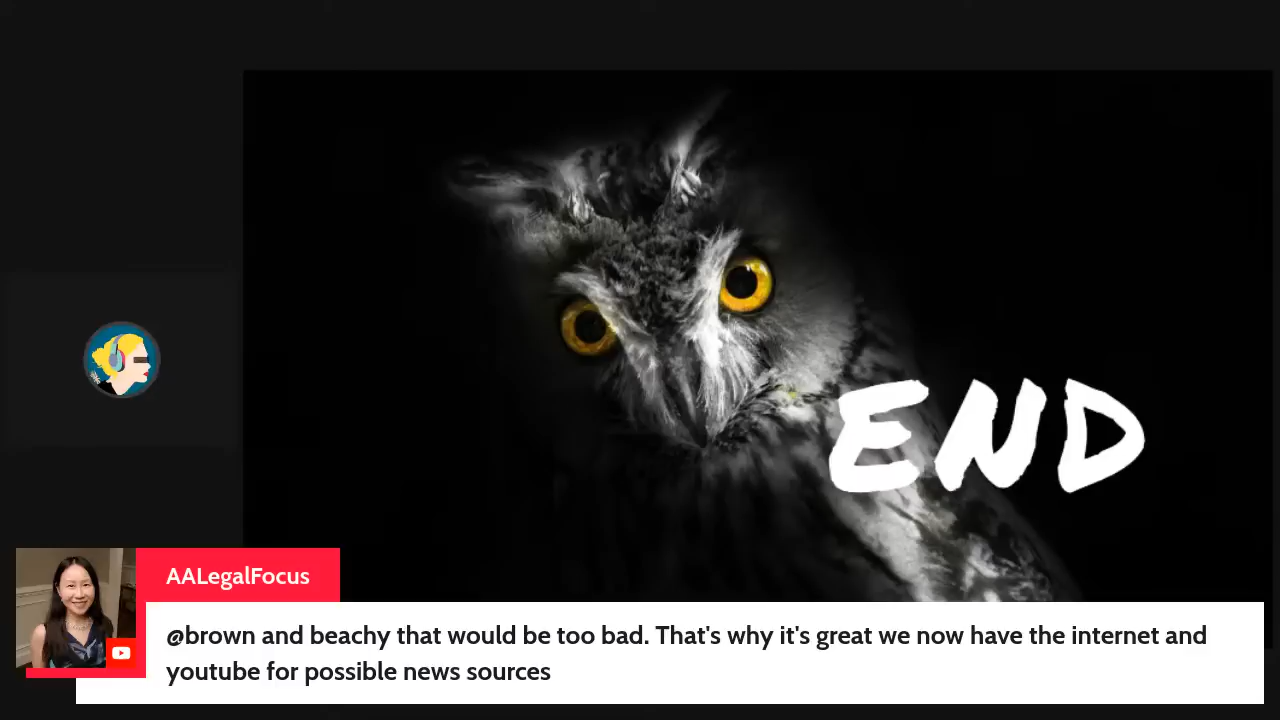 END
AALegalFocus
@brown and beachy that would be too bad. That's why it's great we now have the internet and
youtube for possible news sources